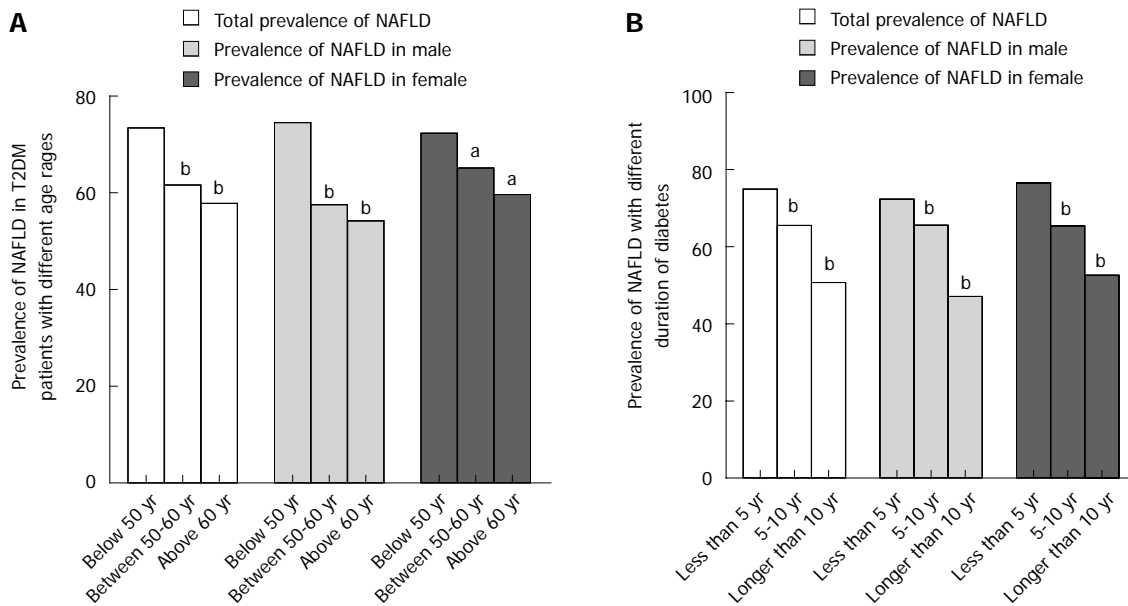 A
Total prevalence of NAFLD
Prevalence of NAFLD in male
Prevalence of NAFLD in female
Prevalence of NAFLD in T2DM
patients with different age rages
80
60
40
20
0
b
b
b
b
a
a
Below 50 yr
Between 50-60 yr
Above 60 yr
Below 50 yr
Between 50-60 yr
Above 60 yr
Below 50 yr
Between 50-60 yr
Above 60 yr
B
Total prevalence of NAFLD
Prevalence of NAFLD in male
Prevalence of NAFLD in female
Prevalence of NAFLD with different
duration of diabetes
100
80
60
40
20
0
b
b
b
b
b
b
Less than 5 yr
5-10 yr
Longer than 10 yr
Less than 5 yr
5-10 yr
Longer than 10 yr
Less than 5 yr
5-10 yr
Longer than 10 yr